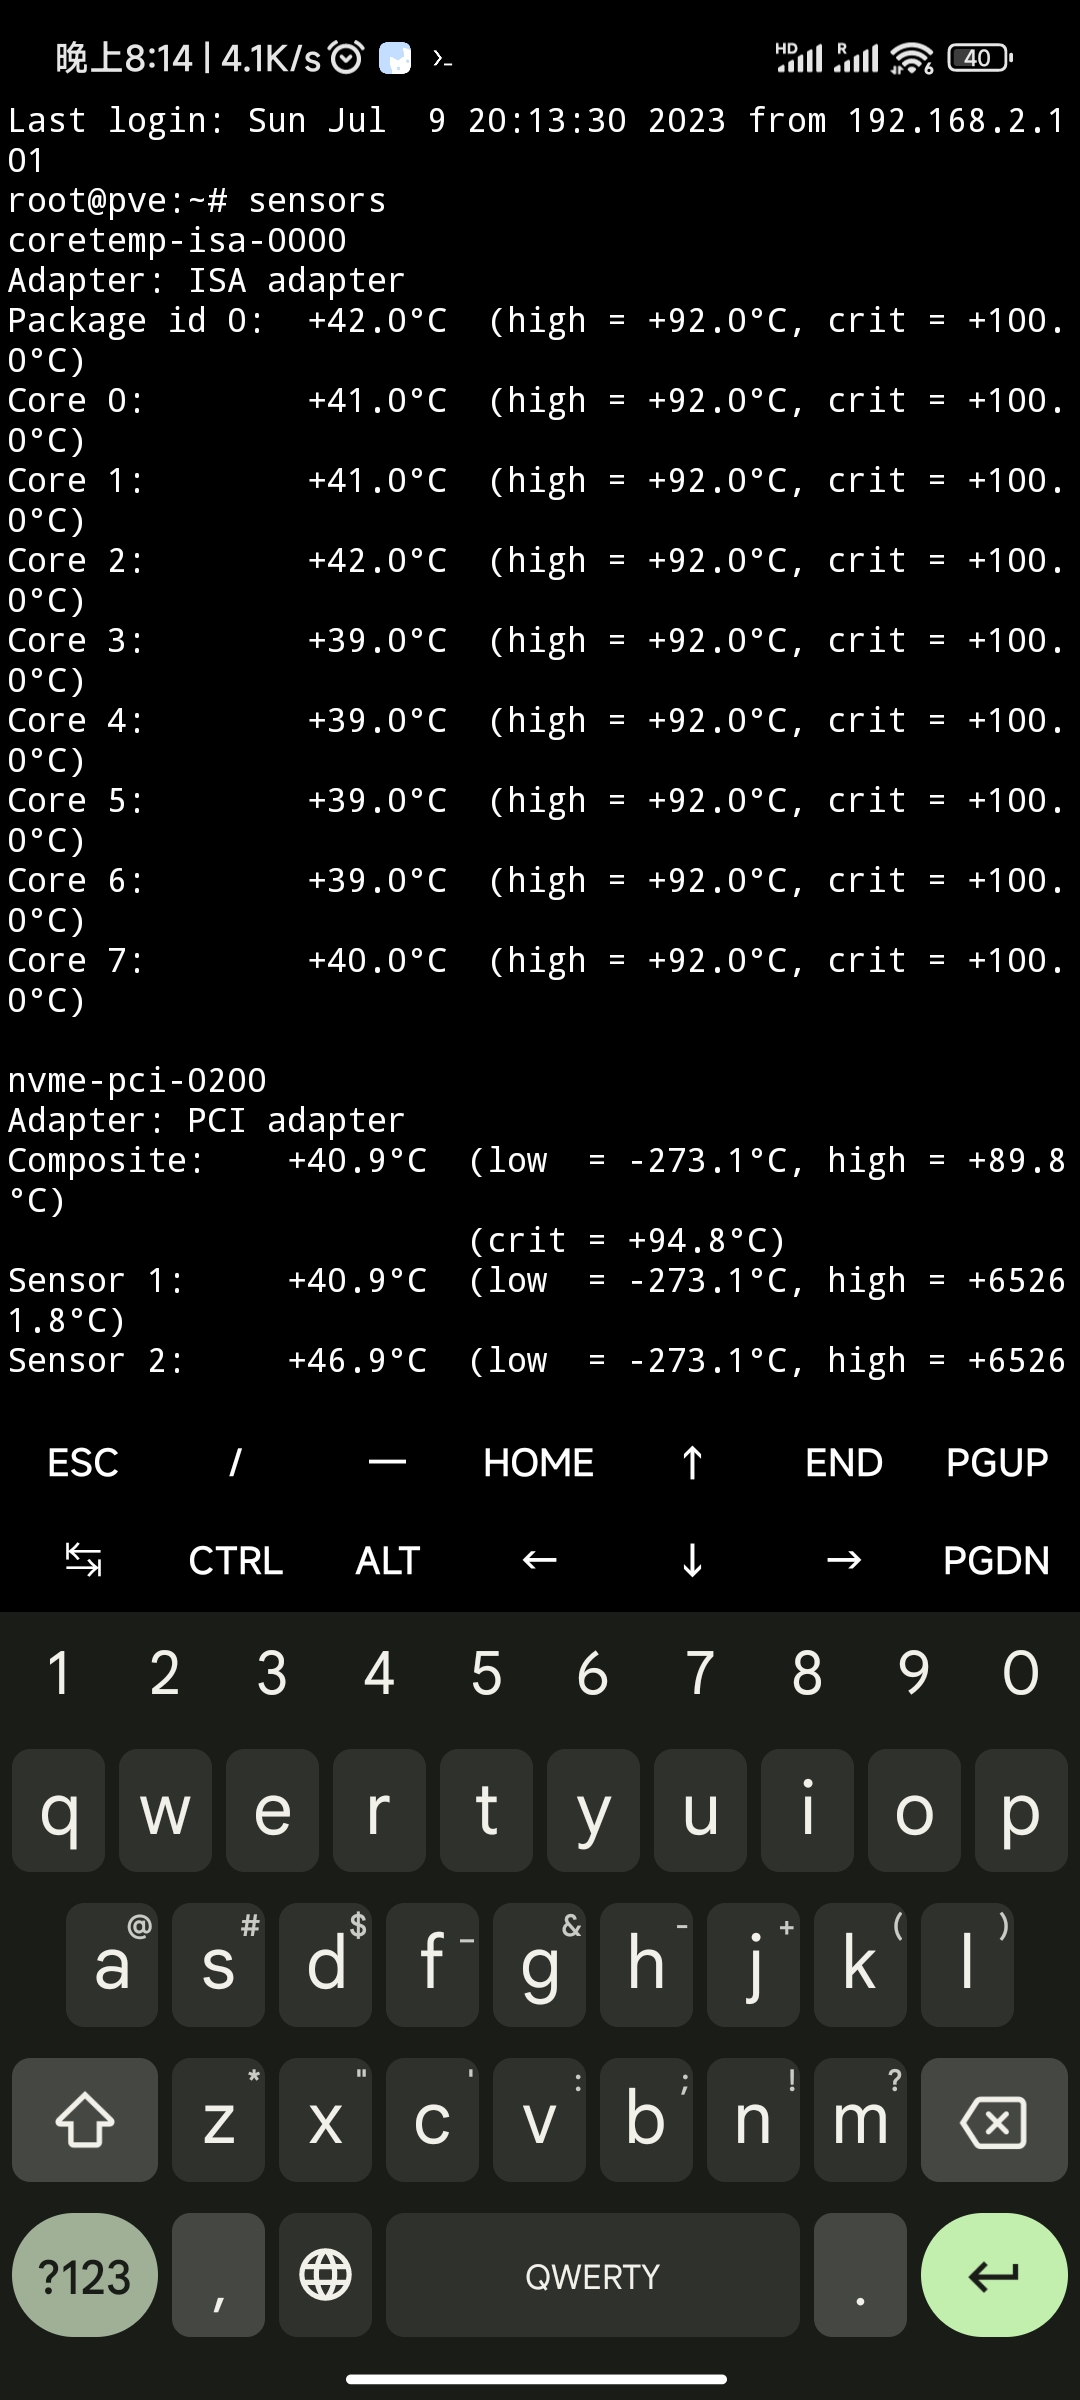 晚上8:14 | 4.1K/s
HD R 6 40
Last login: Sun Jul  9 20:13:30 2023 from 192.168.2.1
01
root@pve:~# sensors
coretemp-isa-0000
Adapter: ISA adapter
Package id 0:  +42.0°C  (high = +92.0°C, crit = +100.
0°C)
Core 0:        +41.0°C  (high = +92.0°C, crit = +100.
0°C)
Core 1:        +41.0°C  (high = +92.0°C, crit = +100.
0°C)
Core 2:        +42.0°C  (high = +92.0°C, crit = +100.
0°C)
Core 3:        +39.0°C  (high = +92.0°C, crit = +100.
0°C)
Core 4:        +39.0°C  (high = +92.0°C, crit = +100.
0°C)
Core 5:        +39.0°C  (high = +92.0°C, crit = +100.
0°C)
Core 6:        +39.0°C  (high = +92.0°C, crit = +100.
0°C)
Core 7:        +40.0°C  (high = +92.0°C, crit = +100.
0°C)
nvme-pci-0200
Adapter: PCI adapter
Composite:    +40.9°C  (low  = -273.1°C, high = +89.8
°C)
                       (crit = +94.8°C)
Sensor 1:     +40.9°C  (low  = -273.1°C, high = +6526
1.8°C)
Sensor 2:     +46.9°C  (low  = -273.1°C, high = +6526
ESC / — HOME ↑ END PGUP
↹ CTRL ALT ← ↓ → PGDN
1 2 3 4 5 6 7 8 9 0
q w e r t y u i o p
@ # $ _ & - + ( )
a s d f g h j k l
* " ' : ; ! ?
z x c v b n m
?123 , QWERTY .